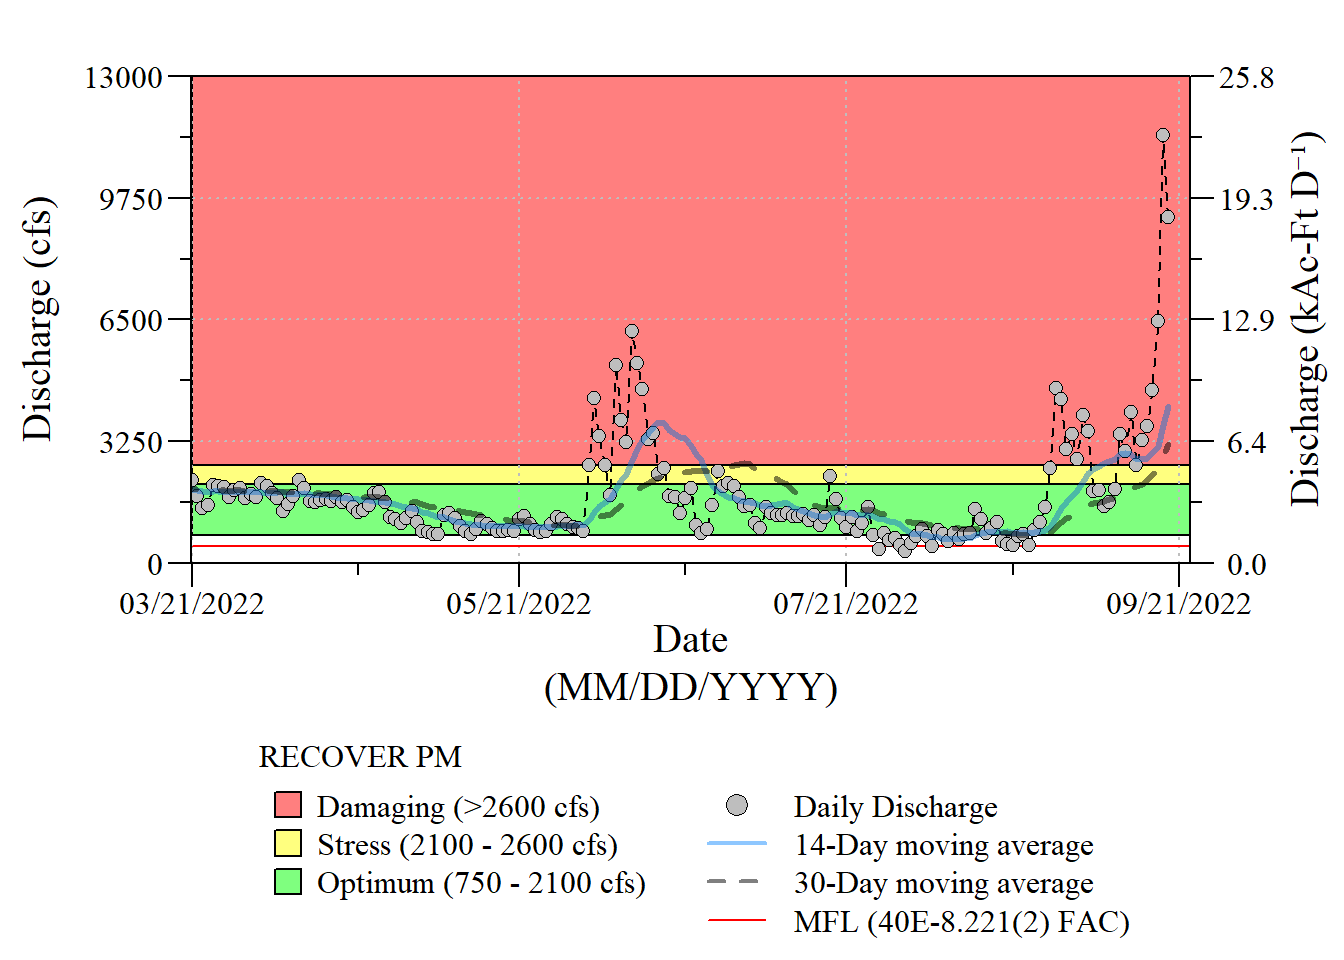 13000
9750
6500
3250
0
Discharge (cfs)
25.8
19.3
12.9
6.4
0.0
Discharge (kAc-Ft D⁻¹)
03/21/2022 05/21/2022 07/21/2022 09/21/2022
Date
(MM/DD/YYYY)
RECOVER PM
Damaging (>2600 cfs)
Stress (2100 - 2600 cfs)
Optimum (750 - 2100 cfs)
Daily Discharge
14-Day moving average
30-Day moving average
MFL (40E-8.221(2) FAC)